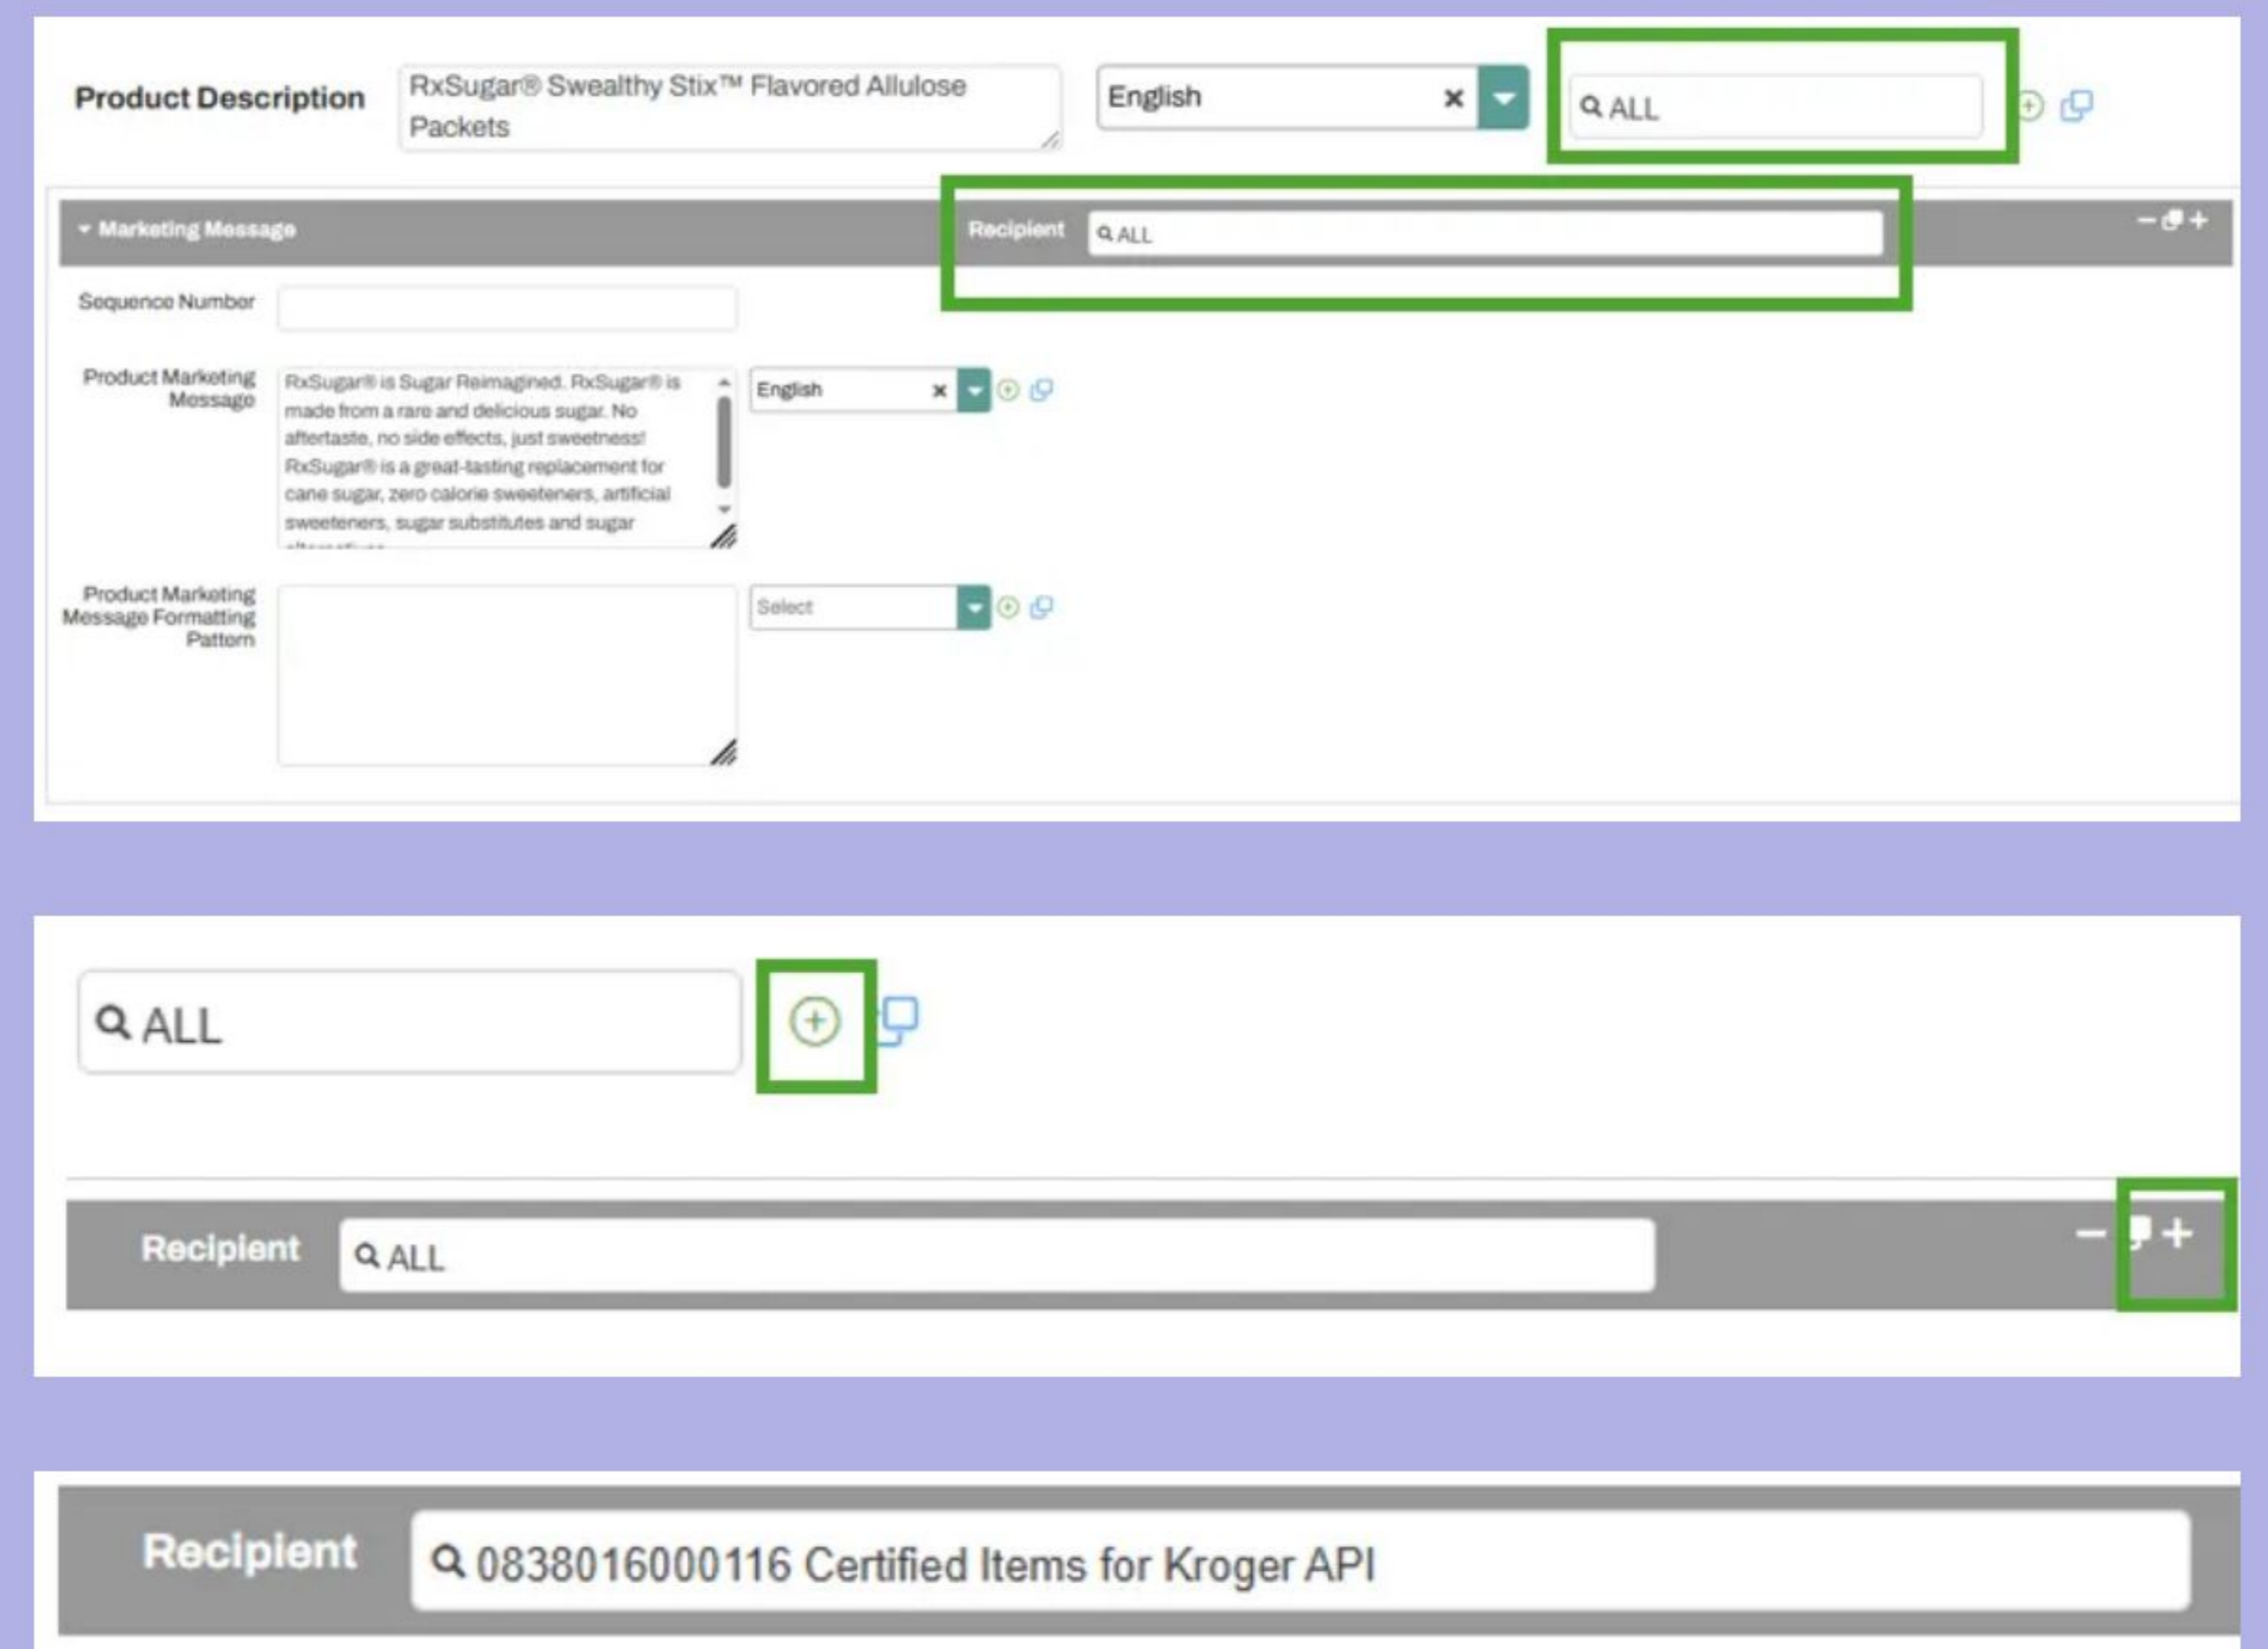 Product Description
RxSugar® Swealthy Stix™ Flavored Allulose
Packets
English
ALL
Marketing Message
Recipient
ALL
Sequence Number
Product Marketing
Message
RxSugar® is Sugar Reimagined. RxSugar® is
made from a rare and delicious sugar. No
aftertaste, no side effects, just sweetness!
RxSugar® is a great-tasting replacement for
cane sugar, zero calorie sweeteners, artificial
sweeteners, sugar substitutes and sugar
English
Product Marketing
Message Formatting
Pattern
Select
ALL
Recipient
ALL
Recipient
0838016000116 Certified Items for Kroger API